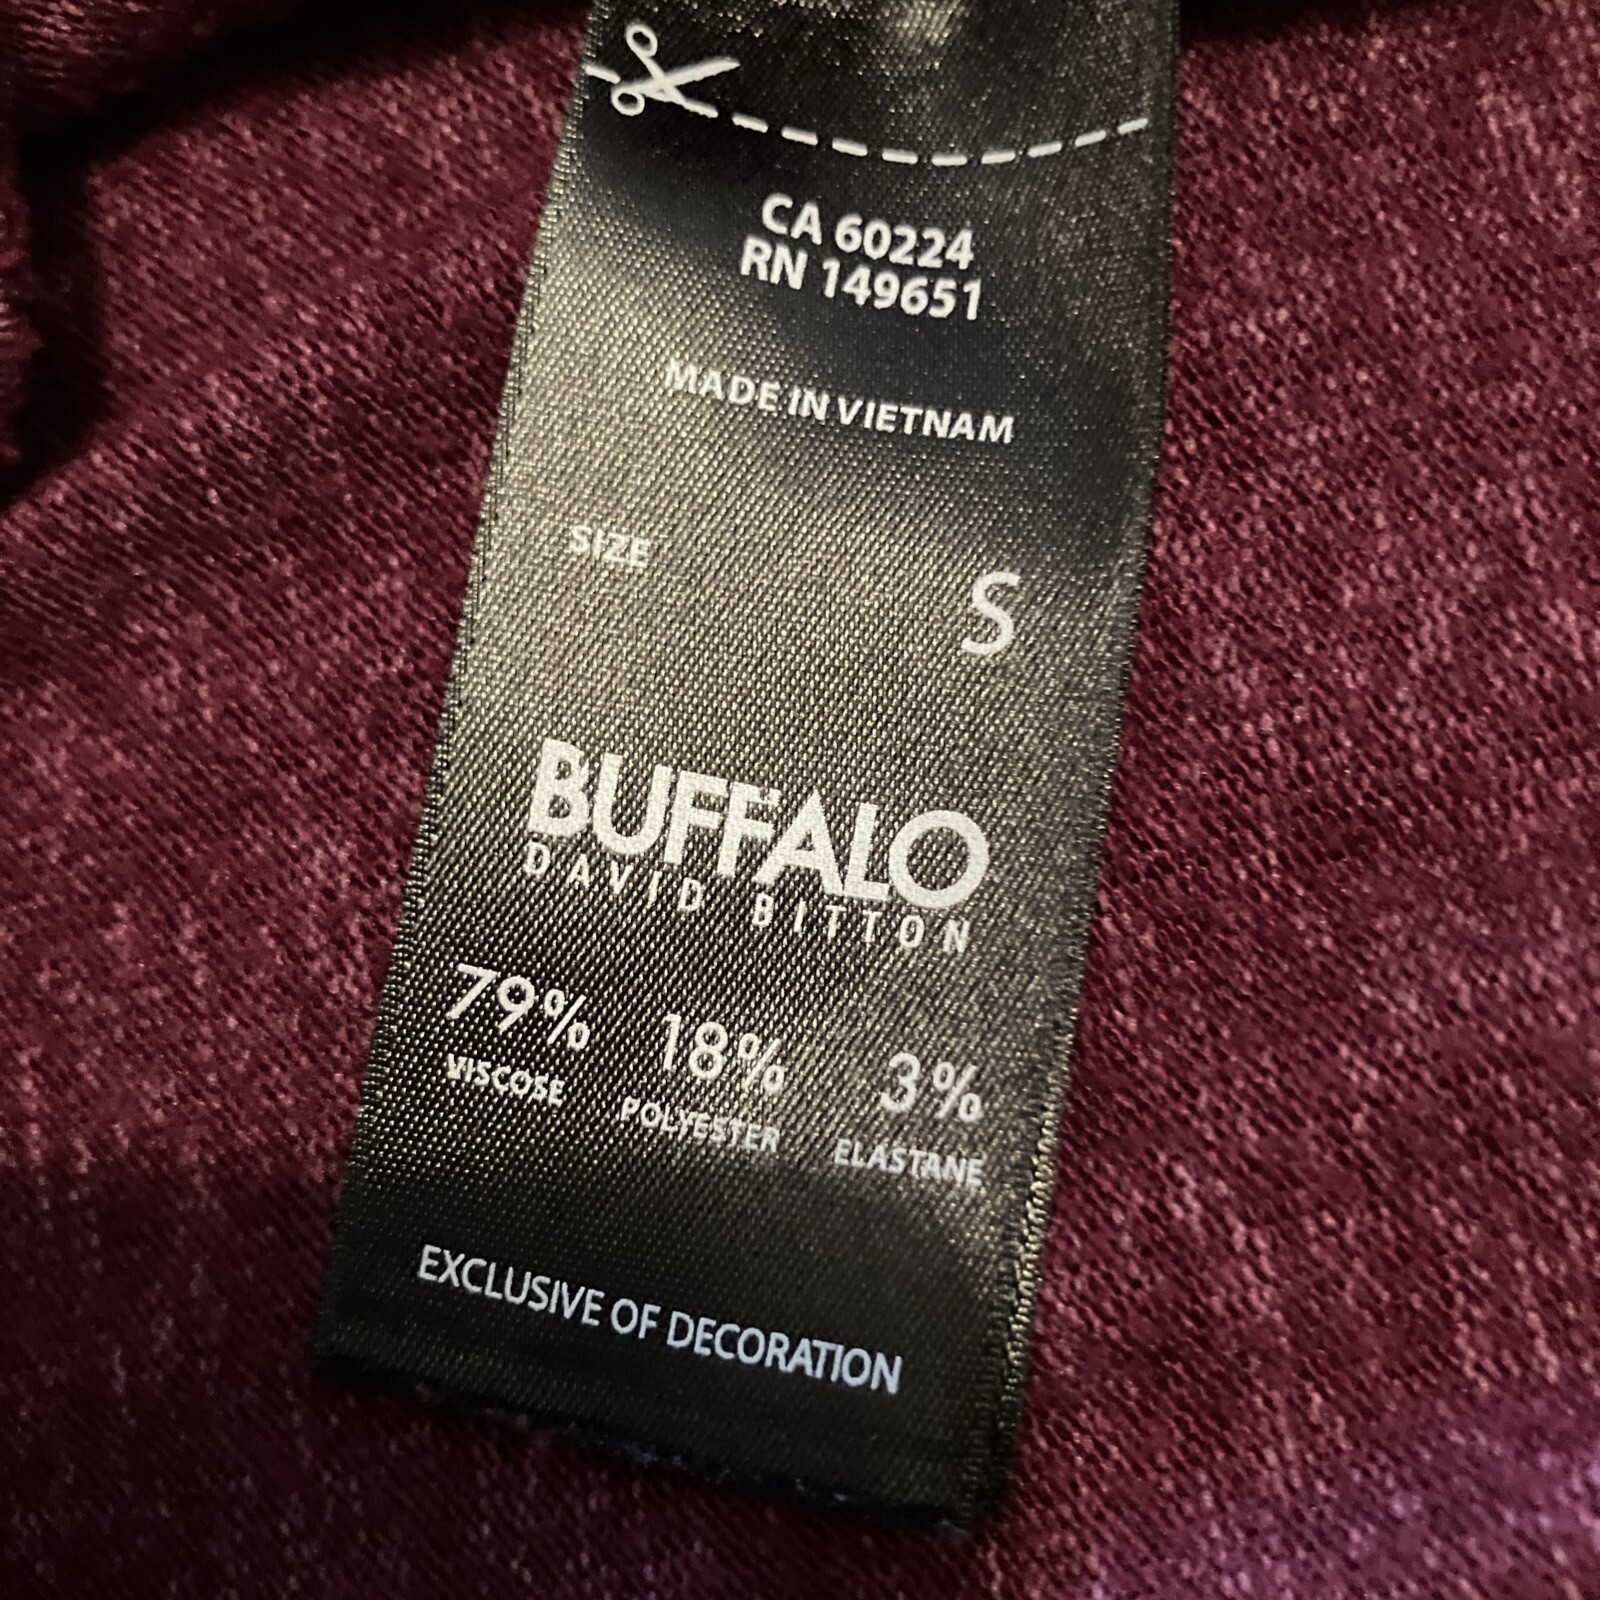 CA 60224
RN 149651
MADE IN VIETNAM
SIZE S
BUFFALO
DAVID BITTON
79% 18% 3%
VISCOSE POLYESTER ELASTANE
EXCLUSIVE OF DECORATION